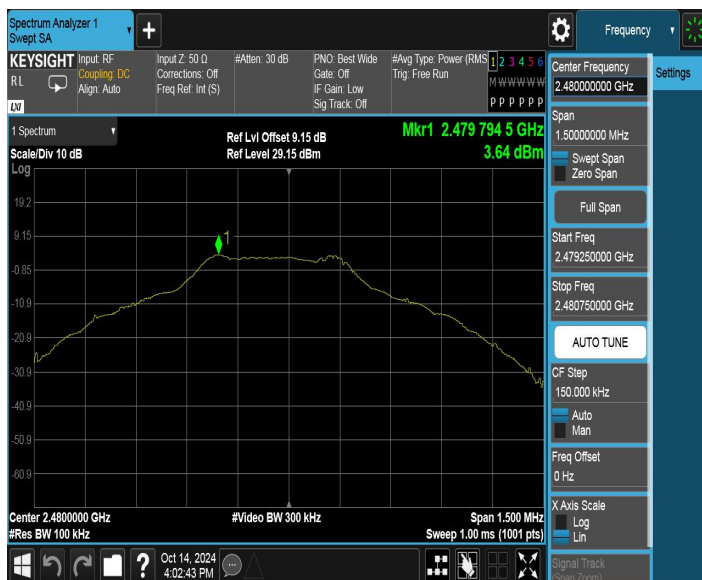 Spectrum Analyzer 1
Swept SA
+
Frequency
KEYSIGHT
RL
LXI
Input: RF
Coupling: DC
Align: Auto
Input Z: 50 Ω
Corrections: Off
Freq Ref: Int (S)
#Atten: 30 dB
PNO: Best Wide
Gate: Off
IF Gain: Low
Sig Track: Off
#Avg Type: Power (RMS
Trig: Free Run
1 2 3 4 5 6
M W W W W W
P P P P P P
1 Spectrum
Scale/Div 10 dB
Log
Ref Lvl Offset 9.15 dB
Ref Level 29.15 dBm
Mkr1 2.479 794 5 GHz
3.64 dBm
1
19.2
9.15
-0.85
-10.9
-20.9
-30.9
-40.9
-50.9
-60.9
Center 2.4800000 GHz
#Res BW 100 kHz
#Video BW 300 kHz
Span 1.500 MHz
Sweep 1.00 ms (1001 pts)
?
Oct 14, 2024
4:02:43 PM
Center Frequency
2.480000000 GHz
Span
1.50000000 MHz
Swept Span
Zero Span
Full Span
Start Freq
2.479250000 GHz
Stop Freq
2.480750000 GHz
AUTO TUNE
CF Step
150.000 kHz
Auto
Man
Freq Offset
0 Hz
X Axis Scale
Log
Lin
Signal Track
(Span Zoom)
Settings